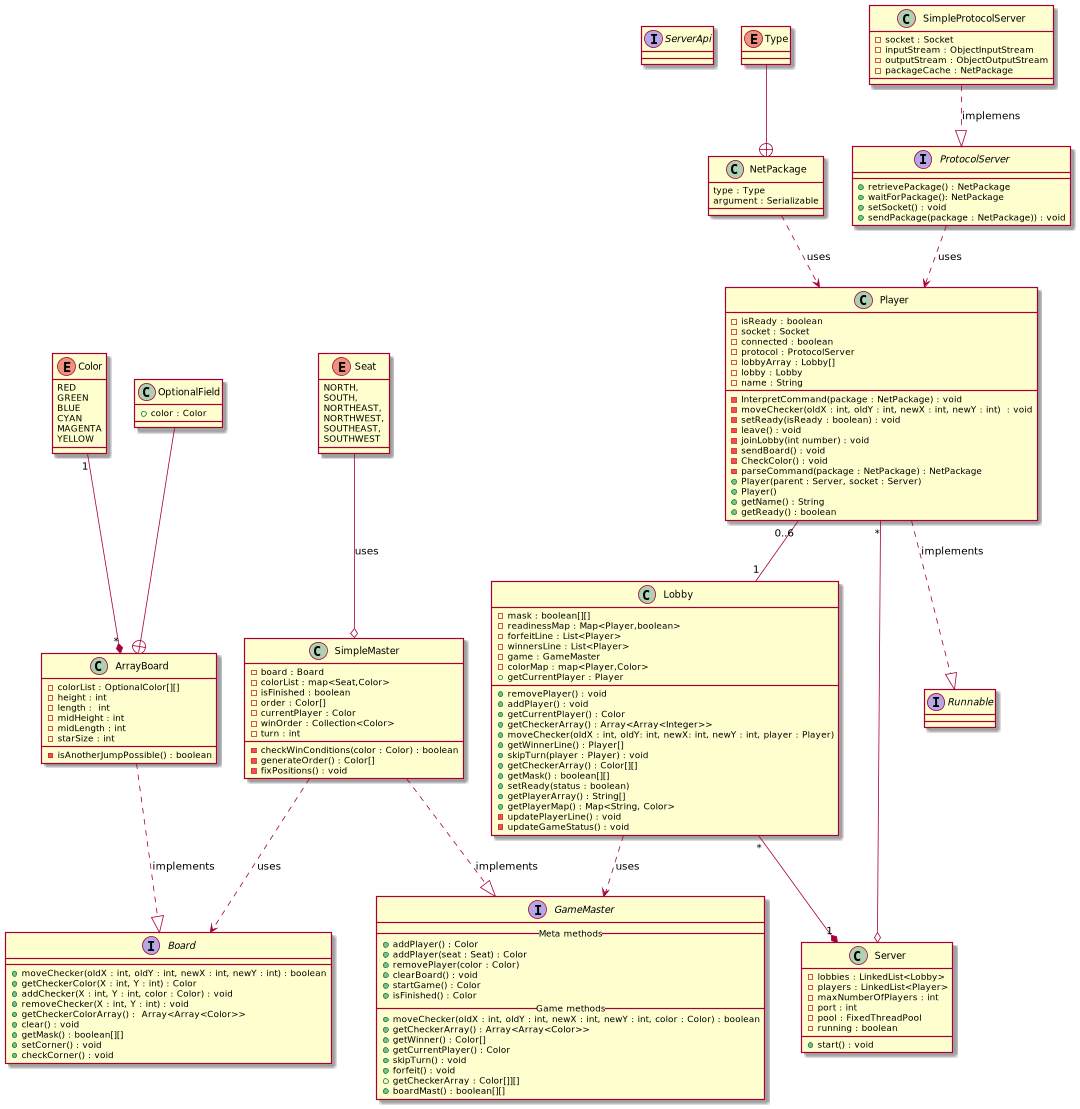 I ServerApi
E Type
C SimpleProtocolServer
socket : Socket
inputStream : ObjectInputStream
outputStream : ObjectOutputStream
packageCache : NetPackage
implemens
C NetPackage
type : Type
argument : Serializable
I ProtocolServer
retrievePackage() : NetPackage
waitForPackage(): NetPackage
setSocket() : void
sendPackage(package : NetPackage)) : void
uses
uses
C Player
isReady : boolean
socket : Socket
connected : boolean
protocol : ProtocolServer
lobbyArray : Lobby[]
lobby : Lobby
name : String
InterpretCommand(package : NetPackage) : void
moveChecker(oldX : int, oldY : int, newX : int, newY : int)  : void
setReady(isReady : boolean) : void
leave() : void
joinLobby(int number) : void
sendBoard() : void
CheckColor() : void
parseCommand(package : NetPackage) : NetPackage
Player(parent : Server, socket : Server)
Player()
getName() : String
getReady() : boolean
E Color
RED
GREEN
BLUE
CYAN
MAGENTA
YELLOW
C OptionalField
color : Color
E Seat
NORTH,
SOUTH,
NORTHEAST,
NORTHWEST,
SOUTHEAST,
SOUTHWEST
1
*
uses
0..6
1
*
implements
C ArrayBoard
colorList : OptionalColor[][]
height : int
length :  int
midHeight : int
midLength : int
starSize : int
isAnotherJumpPossible() : boolean
C SimpleMaster
board : Board
colorList : map<Seat,Color>
isFinished : boolean
order : Color[]
currentPlayer : Color
winOrder : Collection<Color>
turn : int
checkWinConditions(color : Color) : boolean
generateOrder() : Color[]
fixPositions() : void
C Lobby
mask : boolean[][]
readinessMap : Map<Player,boolean>
forfeitLine : List<Player>
winnersLine : List<Player>
game : GameMaster
colorMap : map<Player,Color>
getCurrentPlayer : Player
removePlayer() : void
addPlayer() : void
getCurrentPlayer() : Color
getCheckerArray() : Array<Array<Integer>>
moveChecker(oldX : int, oldY: int, newX: int, newY : int, player : Player)
getWinnerLine() : Player[]
skipTurn(player : Player) : void
getCheckerArray() : Color[][]
getMask() : boolean[][]
setReady(status : boolean)
getPlayerArray() : String[]
getPlayerMap() : Map<String, Color>
updatePlayerLine() : void
updateGameStatus() : void
I Runnable
implements
uses
implements
uses
*
1
I Board
moveChecker(oldX : int, oldY : int, newX : int, newY : int) : boolean
getCheckerColor(X : int, Y : int) : Color
addChecker(X : int, Y : int, color : Color) : void
removeChecker(X : int, Y : int) : void
getCheckerColorArray() :  Array<Array<Color>>
clear() : void
getMask() : boolean[][]
setCorner() : void
checkCorner() : void
I GameMaster
Meta methods
addPlayer() : Color
addPlayer(seat : Seat) : Color
removePlayer(color : Color)
clearBoard() : void
startGame() : Color
isFinished() : Color
Game methods
moveChecker(oldX : int, oldY : int, newX : int, newY : int, color : Color) : boolean
getCheckerArray() : Array<Array<Color>>
getWinner() : Color[]
getCurrentPlayer() : Color
skipTurn() : void
forfeit() : void
getCheckerArray : Color[]][]
boardMast() : boolean[][]
C Server
lobbies : LinkedList<Lobby>
players : LinkedList<Player>
maxNumberOfPlayers : int
port : int
pool : FixedThreadPool
running : boolean
start() : void